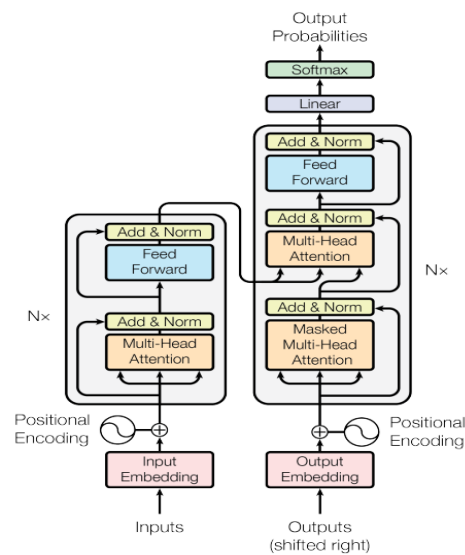 Output
Probabilities
Softmax
Linear
Add & Norm
Feed
Forward
Add & Norm
Multi-Head
Attention
Add & Norm
Masked
Multi-Head
Attention
Nx
Add & Norm
Feed
Forward
Add & Norm
Multi-Head
Attention
Nx
Positional
Encoding
Positional
Encoding
Input
Embedding
Output
Embedding
Inputs
Outputs
(shifted right)